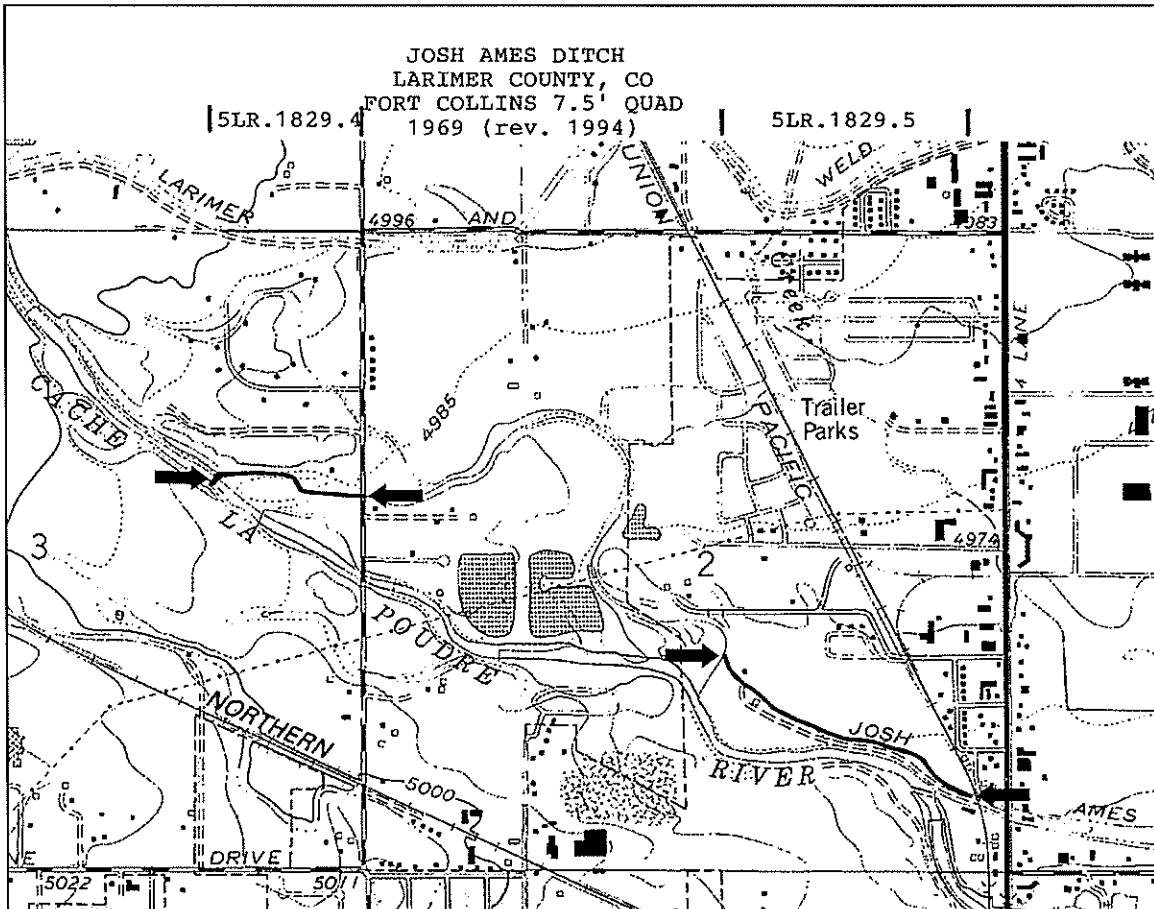 JOSH AMES DITCH
LARIMER COUNTY, CO
FORT COLLINS 7.5' QUAD
1969 (rev. 1994)
5LR.1829.4
5LR.1829.5
UNION
WELD
LARIMER
4996
AND
Creek
LANE
4985
CACHE
PACIFIC
Trailer
Parks
3
LA
4974
2
POUDRE
NORTHERN
JOSH
RIVER
5000
AMES
DRIVE
5022
5011